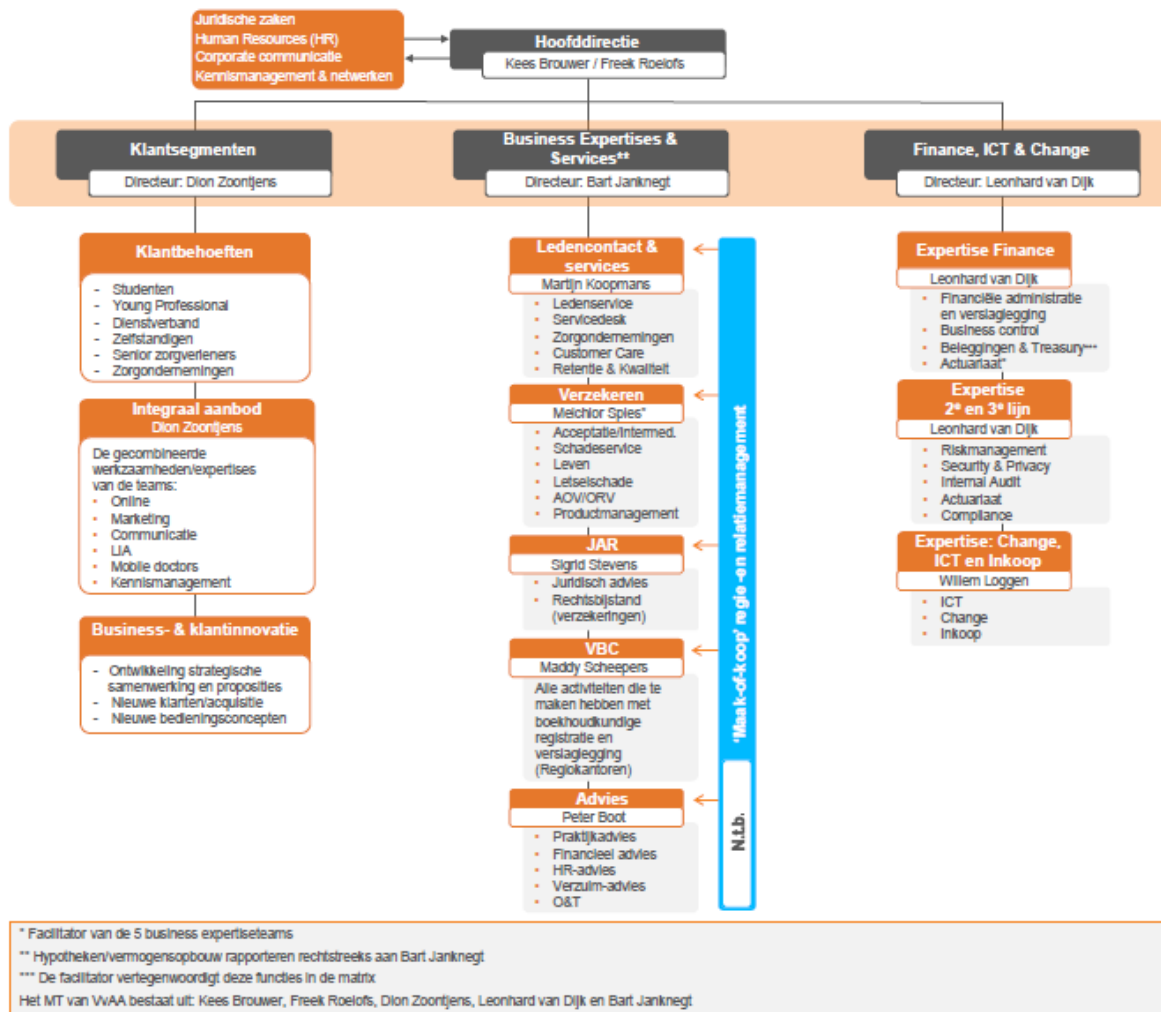 Juridische zaken
Human Resources (HR)
Corporate communicatie
Kennismanagement & netwerken
Hoofddirectie
Kees Brouwer / Freek Roelofs
Klantsegmenten
Directeur: Dion Zoontjens
Business Expertises &
Services**
Directeur: Bart Janknegt
Finance, ICT & Change
Directeur: Leonhard van Dijk
Klantbehoeften
- Studenten
- Young Professional
- Dienstverband
- Zelfstandigen
- Senior zorgverleners
- Zorgondernemingen
Integraal aanbod
Dion Zoontjens
De gecombineerde
werkzaamheden/expertises
van de teams:
• Online
• Marketing
• Communicatie
• LIA
• Mobile doctors
• Kennismanagement
Business- & klantinnovatie
- Ontwikkeling strategische
samenwerking en proposities
- Nieuwe klanten/acquisitie
- Nieuwe bedieningsconcepten
Ledencontact &
services
Martijn Koopmans
• Ledenservice
• Servicedesk
• Zorgondernemingen
• Customer Care
• Retentie & Kwaliteit
Verzekeren
Melchior Spies*
• Acceptatie/Intermed.
• Schadeservice
• Leven
• Letselschade
• AOV/ORV
• Productmanagement
JAR
Sigrid Stevens
• Juridisch advies
• Rechtsbijstand
(verzekeringen)
VBC
Maddy Scheepers
Alle activiteiten die te
maken hebben met
boekhoudkundige
registratie en
verslaglegging
(Regiokantoren)
Advies
Peter Boot
• Praktijkadvies
• Financieel advies
• HR-advies
• Verzuim-advies
• O&T
'Maak-of-koop' regie -en relatiemanagement
N.t.b.
Expertise Finance
Leonhard van Dijk
• Financiële administratie
en verslaglegging
• Business control
• Beleggingen & Treasury***
• Actuariaat*
Expertise
2e en 3e lijn
Leonhard van Dijk
• Riskmanagement
• Security & Privacy
• Internal Audit
• Actuariaat
• Compliance
Expertise: Change,
ICT en Inkoop
Willem Loggen
• ICT
• Change
• Inkoop
* Facilitator van de 5 business expertiseteams
** Hypotheken/vermogensopbouw rapporteren rechtstreeks aan Bart Janknegt
*** De facilitator vertegenwoordigt deze functies in de matrix
Het MT van VvAA bestaat uit: Kees Brouwer, Freek Roelofs, Dion Zoontjens, Leonhard van Dijk en Bart Janknegt